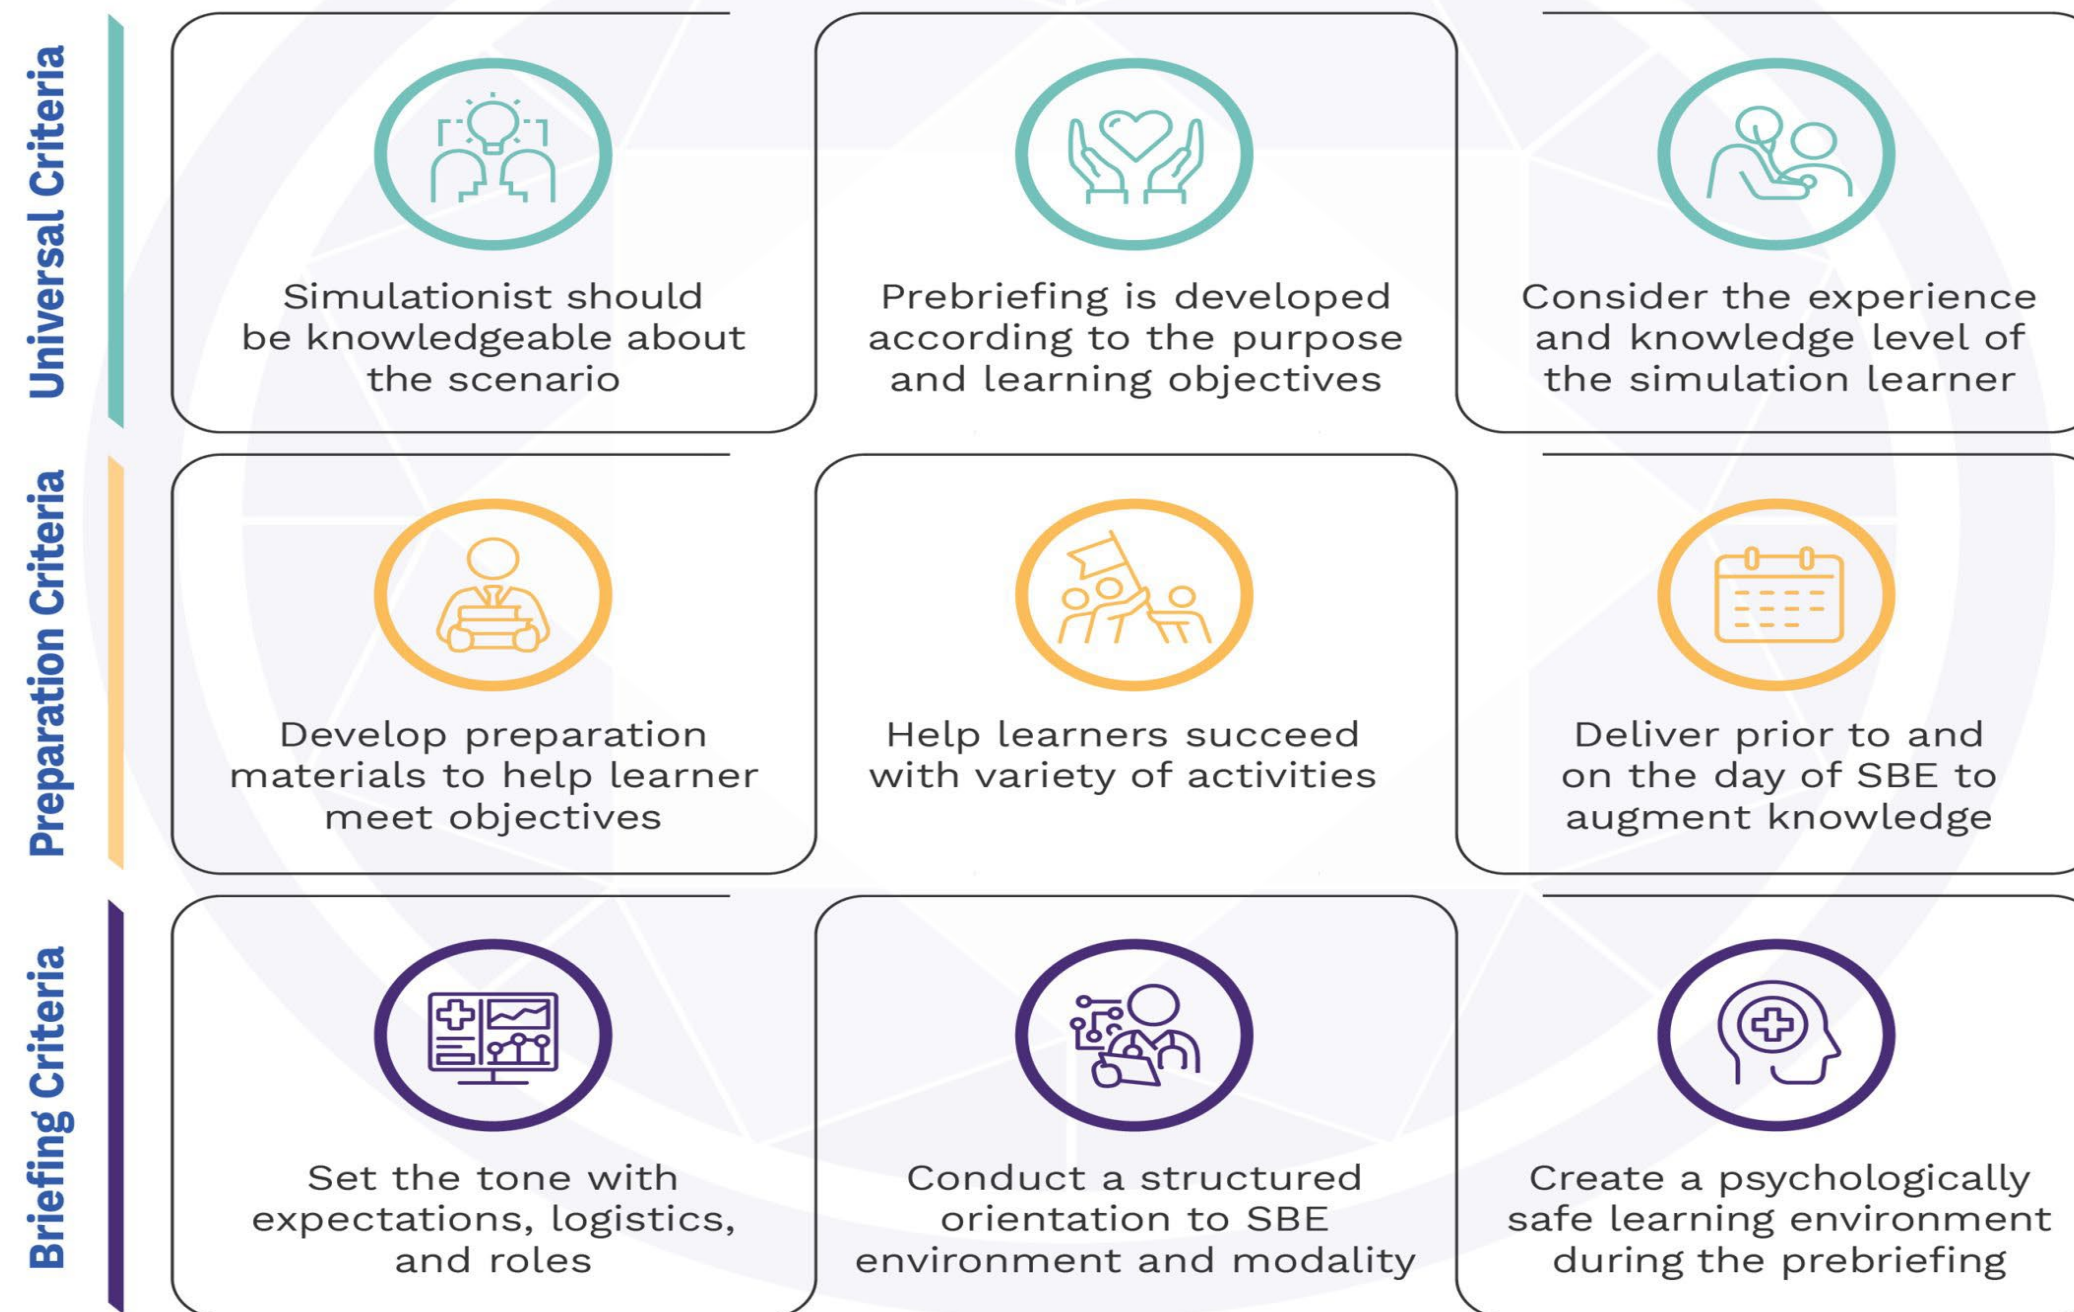 Universal Criteria
Simulationist should
be knowledgeable about
the scenario
Prebriefing is developed
according to the purpose
and learning objectives
Consider the experience
and knowledge level of
the simulation learner
Preparation Criteria
Develop preparation
materials to help learner
meet objectives
Help learners succeed
with variety of activities
Deliver prior to and
on the day of SBE to
augment knowledge
Briefing Criteria
Set the tone with
expectations, logistics,
and roles
Conduct a structured
orientation to SBE
environment and modality
Create a psychologically
safe learning environment
during the prebriefing